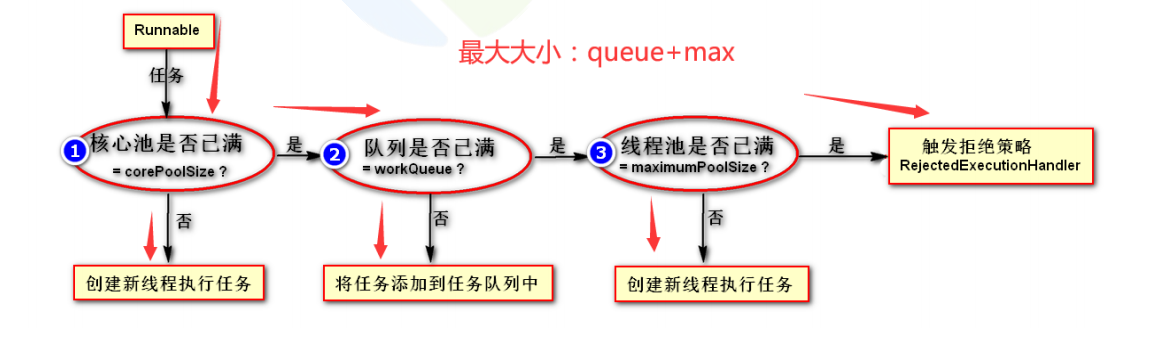 Runnable
最大大小：queue+max
任务
1
核心池是否已满
= corePoolSize ?
是
2
队列是否已满
= workQueue ?
是
3
线程池是否已满
= maximumPoolSize ?
是
触发拒绝策略
RejectedExecutionHandler
否
否
否
创建新线程执行任务
将任务添加到任务队列中
创建新线程执行任务